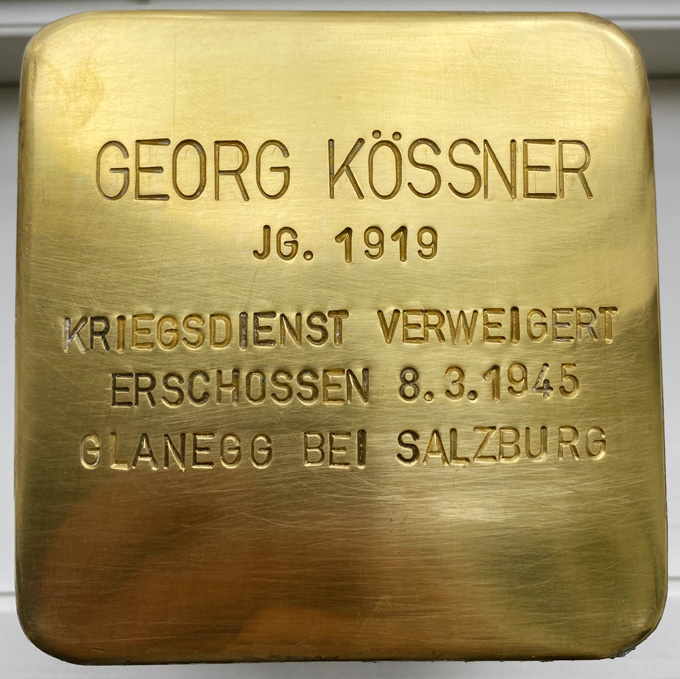 GEORG KÖSSNER
JG. 1919
KRIEGSDIENST VERWEIGERT
ERSCHOSSEN 8.3.1945
GLANEGG BEI SALZBURG